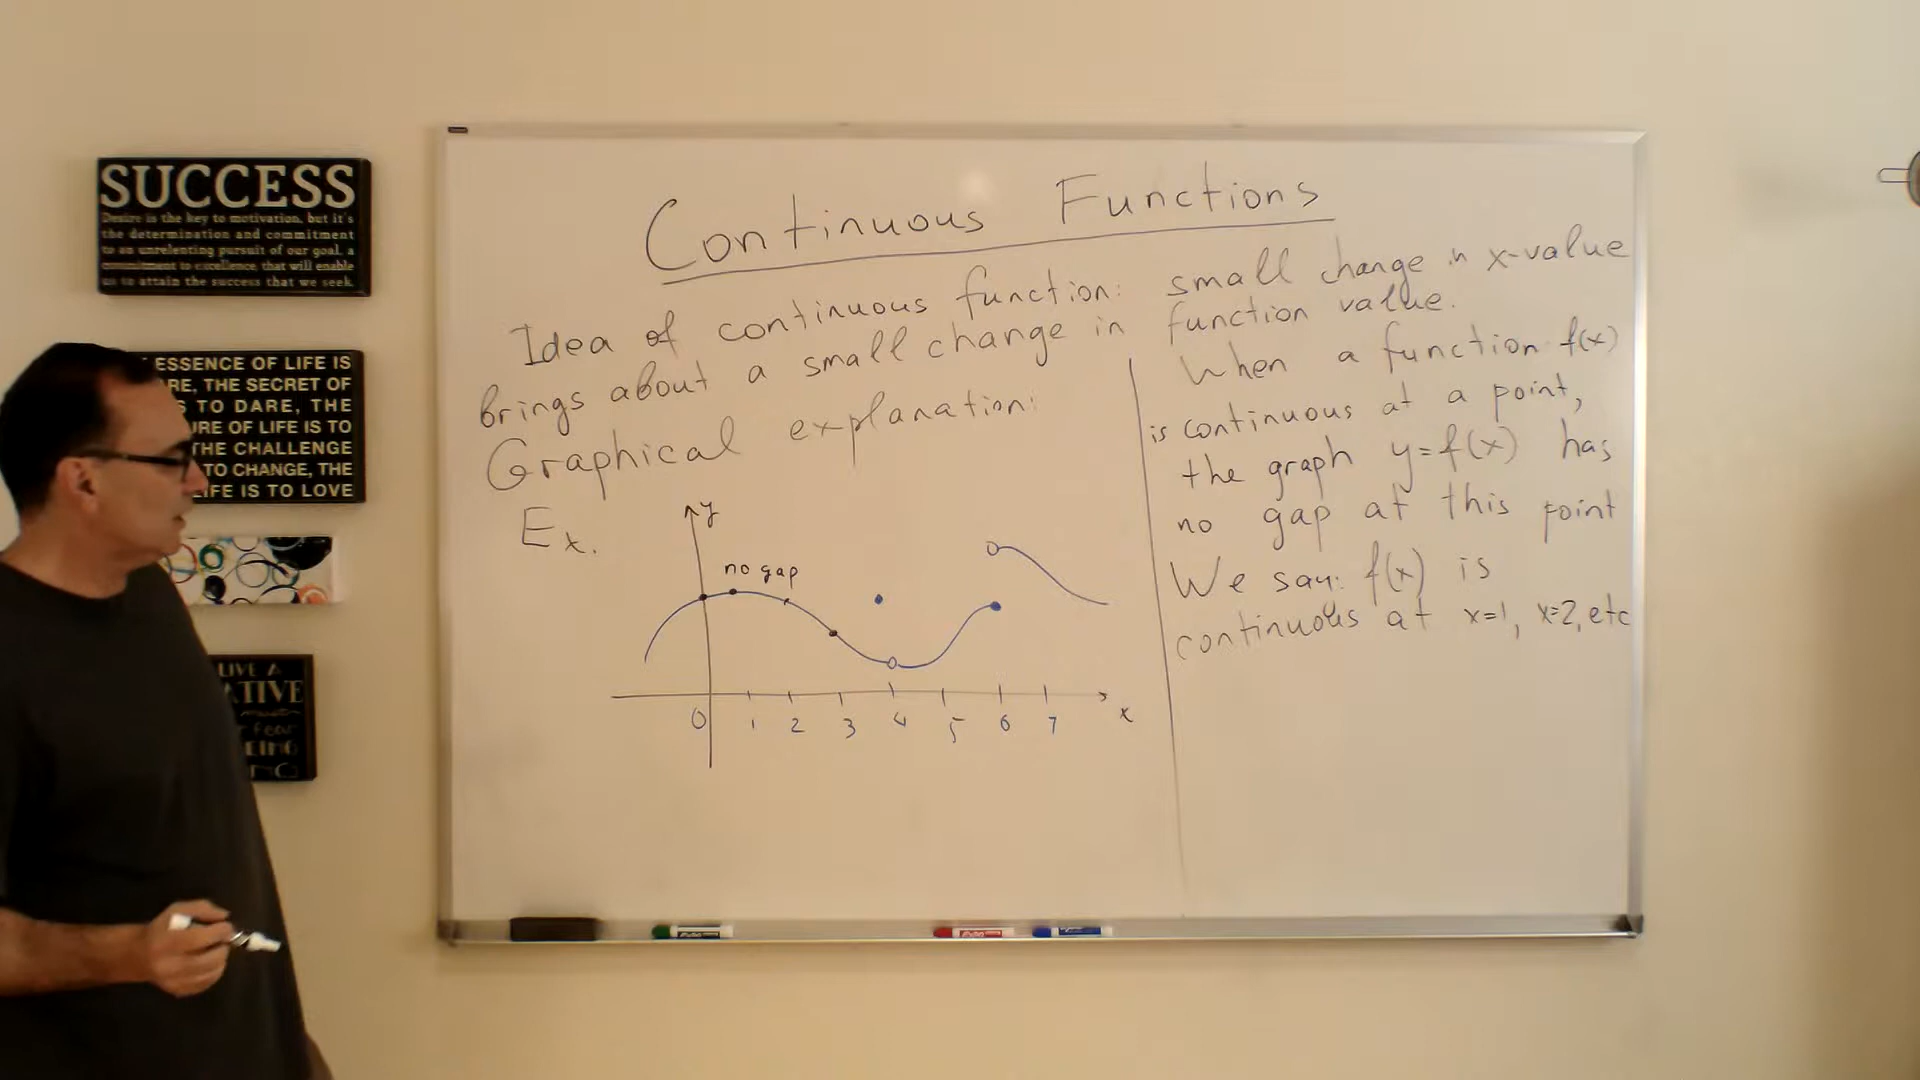 SUCCESS
Desire is the key to motivation, but it's
the determination and commitment
to an unrelenting pursuit of our goal, a
commitment to excellence, that will enable
us to attain the success that we seek.
ESSENCE OF LIFE IS
RE, THE SECRET OF
S TO DARE, THE
URE OF LIFE IS TO
THE CHALLENGE
TO CHANGE, THE
LIFE IS TO LOVE
LIVE A
ATIVE
fear
EING
Continuous Functions
Idea of continuous function: small change in x-value
brings about a small change in function value.
Graphical explanation:
Ex.
y
no gap
0 1 2 3 4 5 6 7 x
When a function f(x)
is continuous at a point,
the graph y=f(x) has
no gap at this point
We say: f(x) is
continuous at x=1, x=2, etc